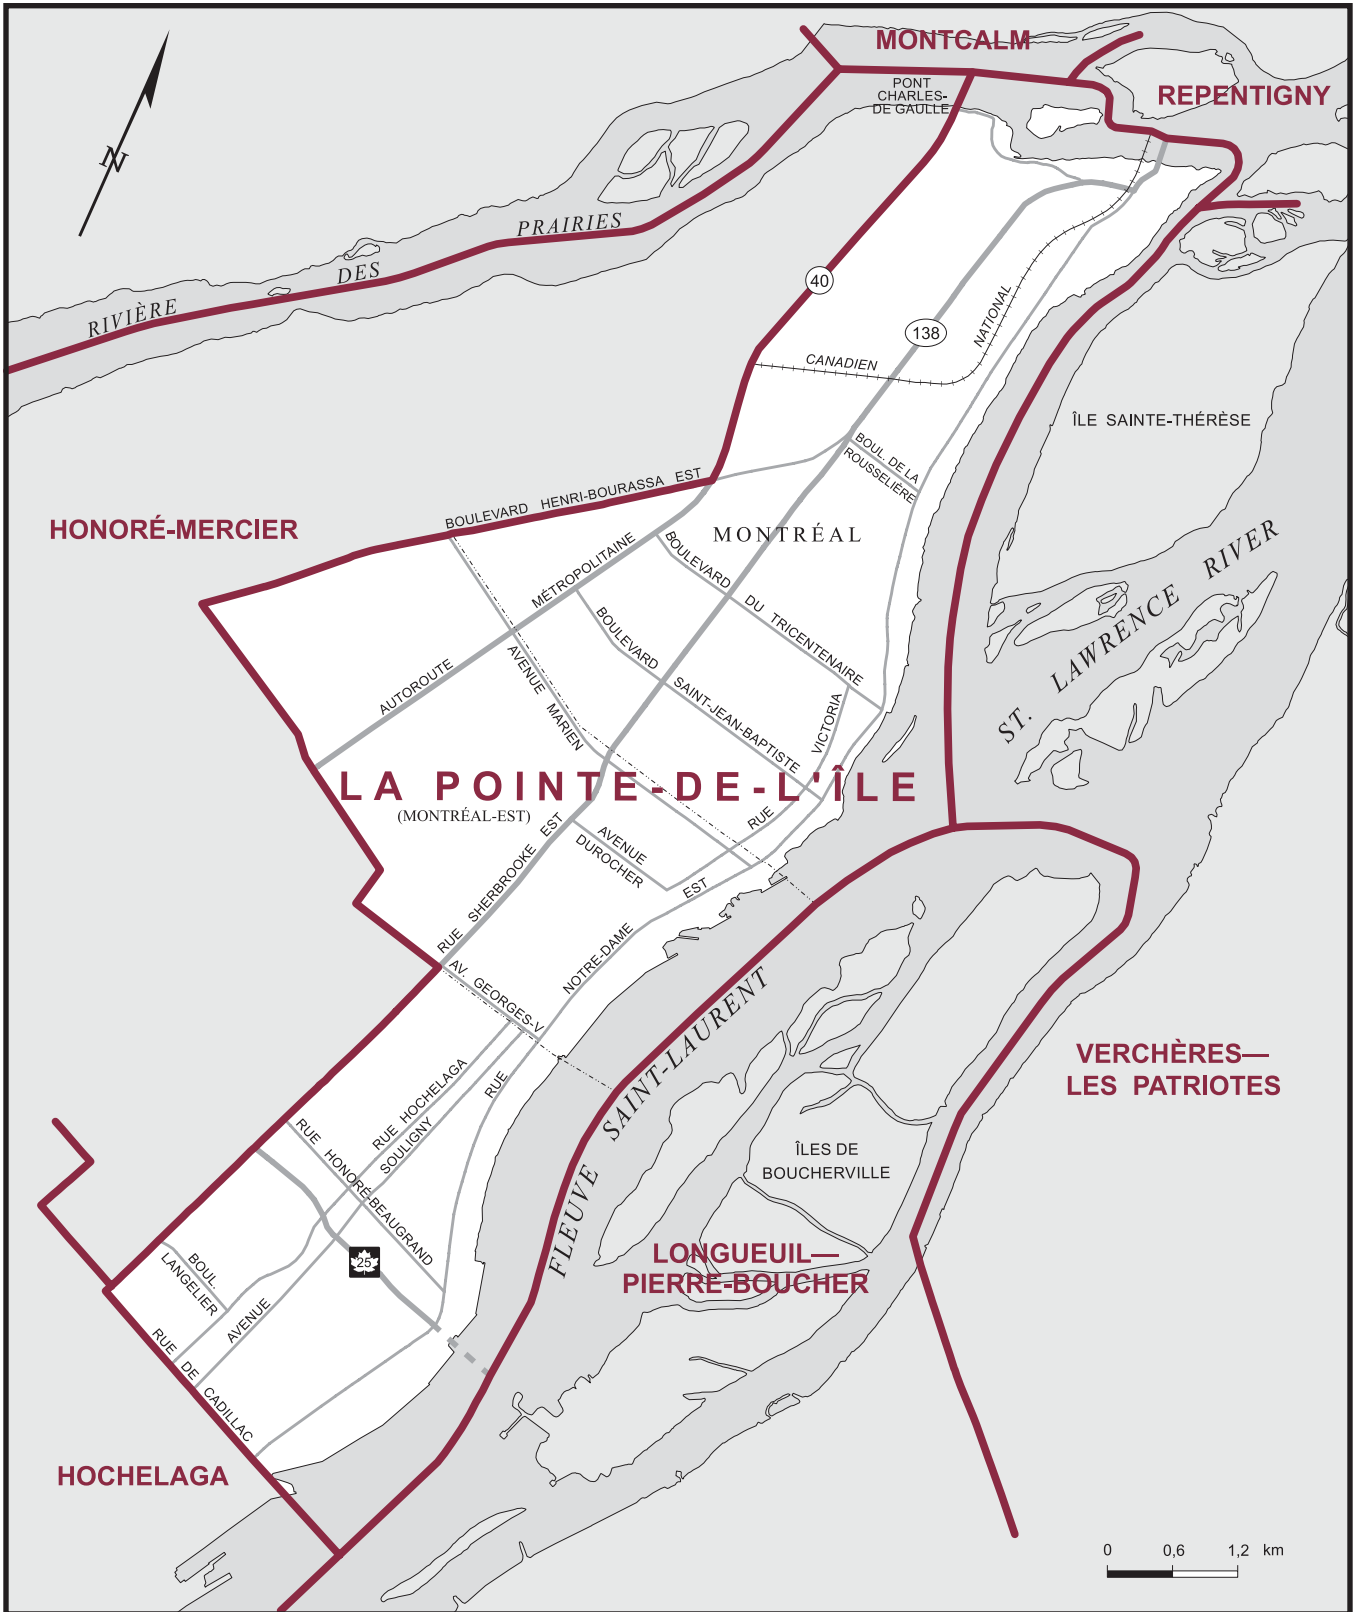 MONTCALM
REPENTIGNY
PONT
CHARLES-
DE GAULLE
N
RIVIÈRE DES PRAIRIES
40
138
CANADIEN NATIONAL
ÎLE SAINTE-THÉRÈSE
BOUL. DE LA
ROUSSELIÈRE
BOULEVARD HENRI-BOURASSA EST
HONORÉ-MERCIER
MONTRÉAL
AUTOROUTE MÉTROPOLITAINE
BOULEVARD DU TRICENTENAIRE
BOULEVARD SAINT-JEAN-BAPTISTE
AVENUE MARIEN
RUE VICTORIA
ST. LAWRENCE RIVER
LA POINTE-DE-L'ÎLE
(MONTRÉAL-EST)
RUE SHERBROOKE EST
AVENUE
DUROCHER
RUE NOTRE-DAME EST
AV. GEORGES-V
FLEUVE SAINT-LAURENT
RUE HOCHELAGA
AVENUE SOULIGNY
RUE HONORÉ-BEAUGRAND
VERCHÈRES—
LES PATRIOTES
ÎLES DE
BOUCHERVILLE
LONGUEUIL—
PIERRE-BOUCHER
25
BOUL.
LANGELIER
RUE DE CADILLAC
HOCHELAGA
0 0,6 1,2 km